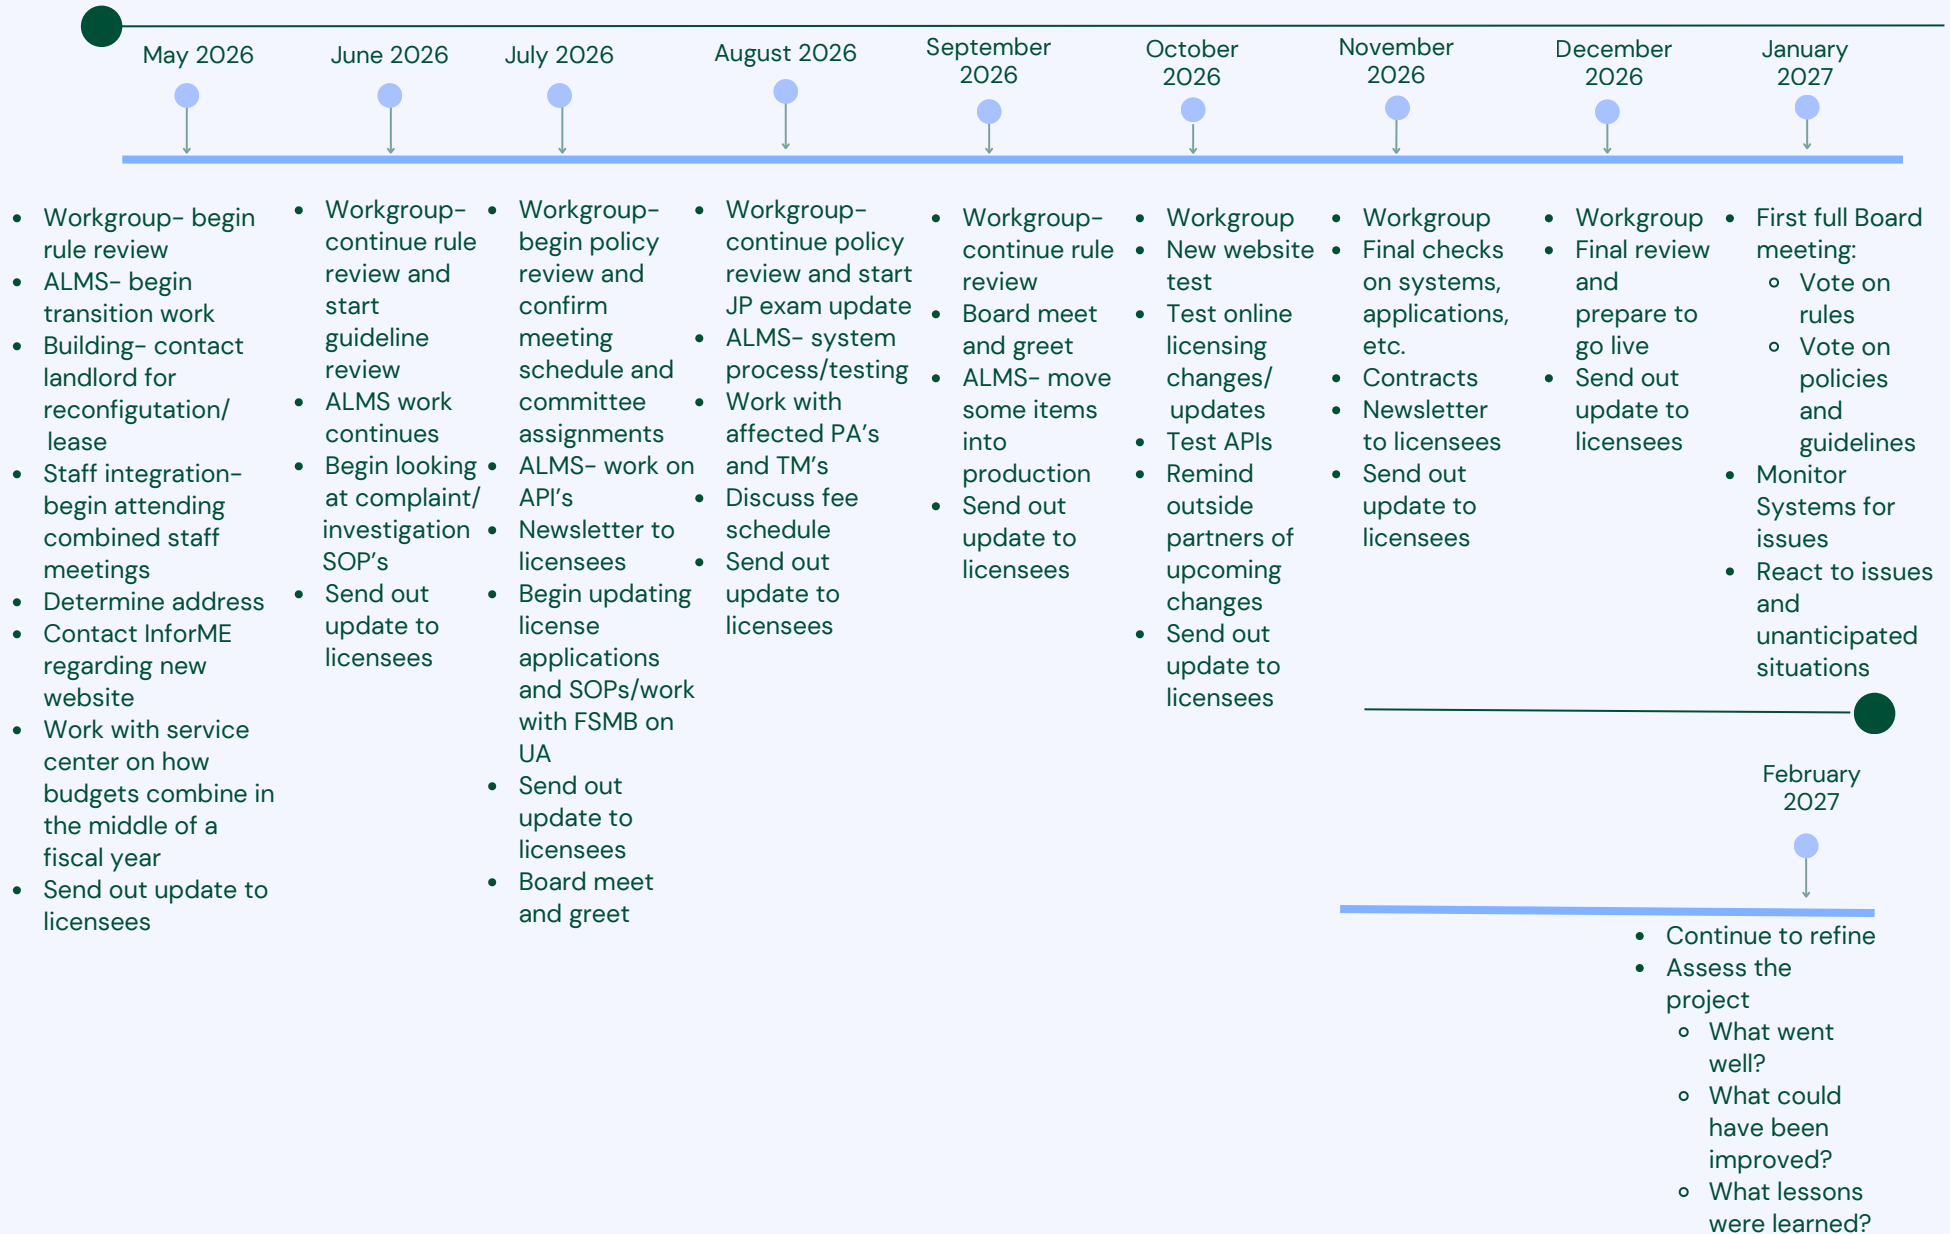 May 2026
Workgroup- begin
rule review
ALMS- begin
transition work
Building- contact
landlord for
reconfigutation/
lease
Staff integration-
begin attending
combined staff
meetings
Determine address
Contact InforME
regarding new
website
Work with service
center on how
budgets combine in
the middle of a
fiscal year
Send out update to
licensees
June 2026
Workgroup-
continue rule
review and
start
guideline
review
ALMS work
continues
Begin looking
at complaint/
investigation
SOP's
Send out
update to
licensees
July 2026
Workgroup-
begin policy
review and
confirm
meeting
schedule and
committee
assignments
ALMS- work on
API's
Newsletter to
licensees
Begin updating
license
applications
and SOPs/work
with FSMB on
UA
Send out
update to
licensees
Board meet
and greet
August 2026
Workgroup-
continue policy
review and start
JP exam update
ALMS- system
process/testing
Work with
affected PA's
and TM's
Discuss fee
schedule
Send out
update to
licensees
September
2026
Workgroup-
continue rule
review
Board meet
and greet
ALMS- move
some items
into
production
Send out
update to
licensees
October
2026
Workgroup
New website
test
Test online
licensing
changes/
updates
Test APIs
Remind
outside
partners of
upcoming
changes
Send out
update to
licensees
November
2026
Workgroup
Final checks
on systems,
applications,
etc.
Contracts
Newsletter
to licensees
Send out
update to
licensees
December
2026
Workgroup
Final review
and
prepare to
go live
Send out
update to
licensees
January
2027
First full Board
meeting:
Vote on
rules
Vote on
policies
and
guidelines
Monitor
Systems for
issues
React to issues
and
unanticipated
situations
February
2027
Continue to refine
Assess the
project
What went
well?
What could
have been
improved?
What lessons
were learned?